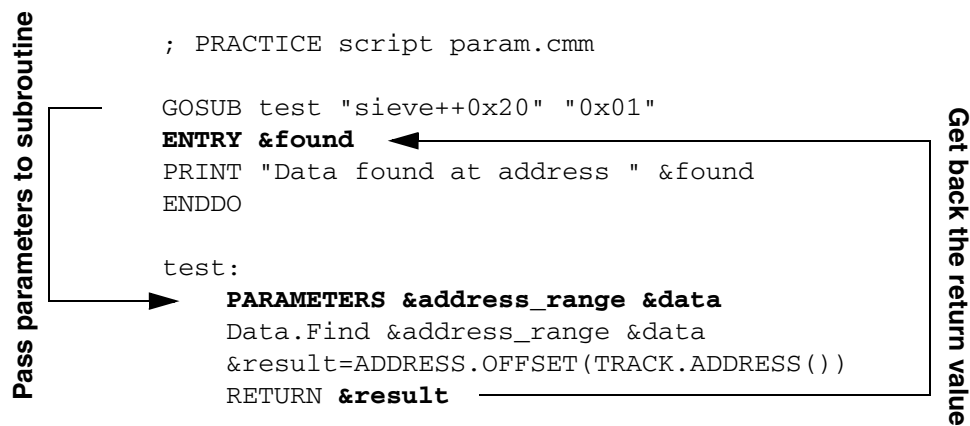 Pass parameters to subroutine
; PRACTICE script param.cmm
GOSUB test "sieve++0x20" "0x01"
ENTRY &found
PRINT "Data found at address " &found
ENDDO
test:
PARAMETERS &address_range &data
Data.Find &address_range &data
&result=ADDRESS.OFFSET(TRACK.ADDRESS())
RETURN &result
Get back the return value